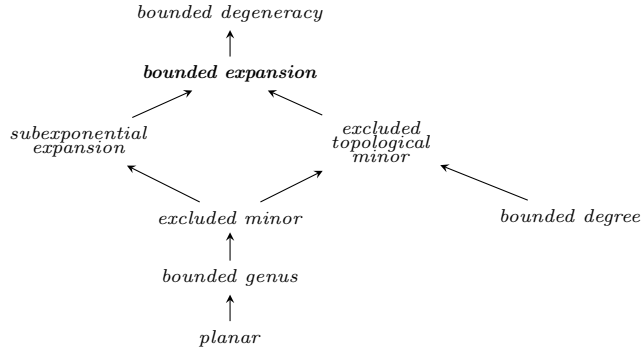 bounded degeneracy
bounded expansion
subexponential
expansion
excluded
topological
minor
excluded minor
bounded degree
bounded genus
planar